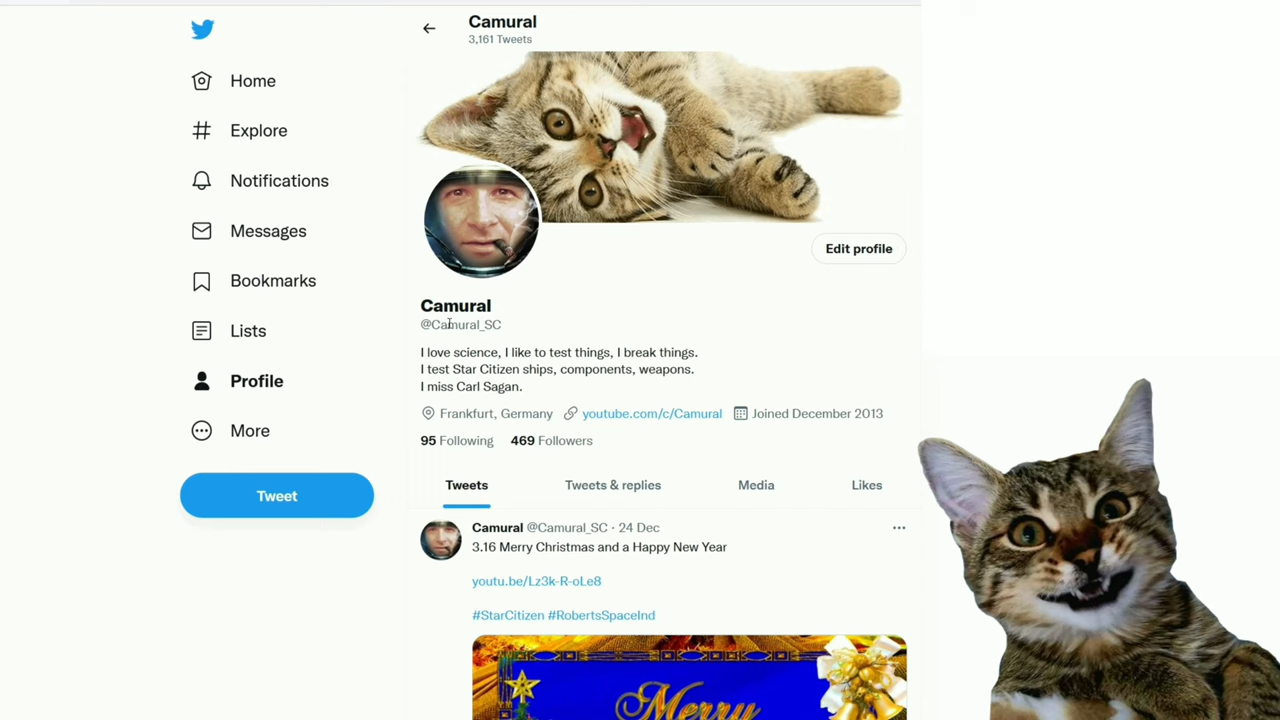 Camural
3,161 Tweets
Home
Explore
Notifications
Messages
Bookmarks
Lists
Profile
More
Tweet
Edit profile
Camural
@Camural_SC
I love science, I like to test things, I break things.
I test Star Citizen ships, components, weapons.
I miss Carl Sagan.
Frankfurt, Germany youtube.com/c/Camural Joined December 2013
95 Following 469 Followers
Tweets Tweets & replies Media Likes
Camural @Camural_SC · 24 Dec
3.16 Merry Christmas and a Happy New Year
youtu.be/Lz3k-R-oLe8
#StarCitizen #RobertsSpaceInd
Merry